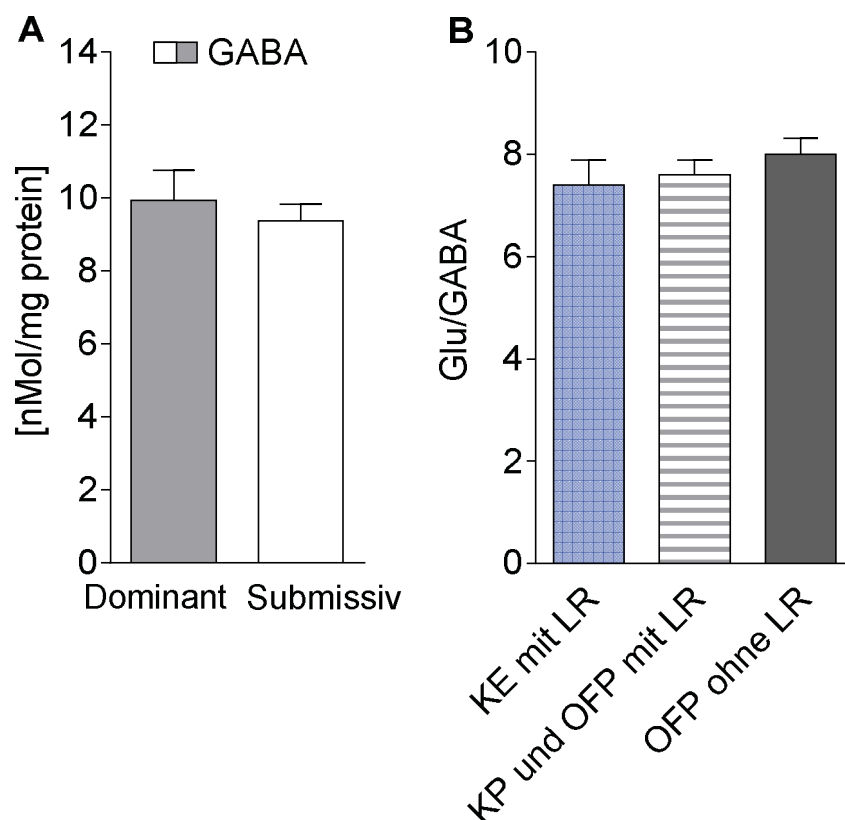 A
GABA
14
12
10
8
6
4
2
0
[nMol/mg protein]
Dominant Submissiv
B
10
8
6
4
2
0
Glu/GABA
KE mit LR
KP und OFP mit LR
OFP ohne LR